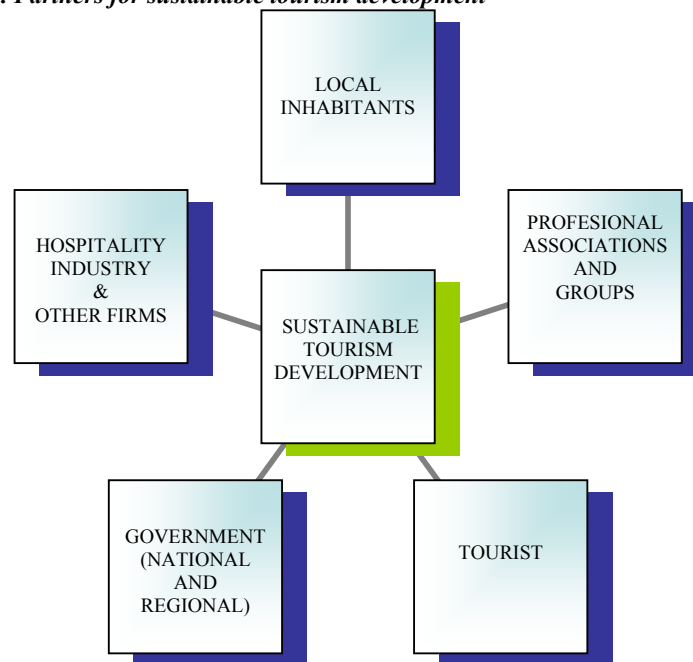 . Partners for sustainable tourism development
LOCAL
INHABITANTS
HOSPITALITY
INDUSTRY
&
OTHER FIRMS
PROFESIONAL
ASSOCIATIONS
AND
GROUPS
SUSTAINABLE
TOURISM
DEVELOPMENT
GOVERNMENT
(NATIONAL
AND
REGIONAL)
TOURIST